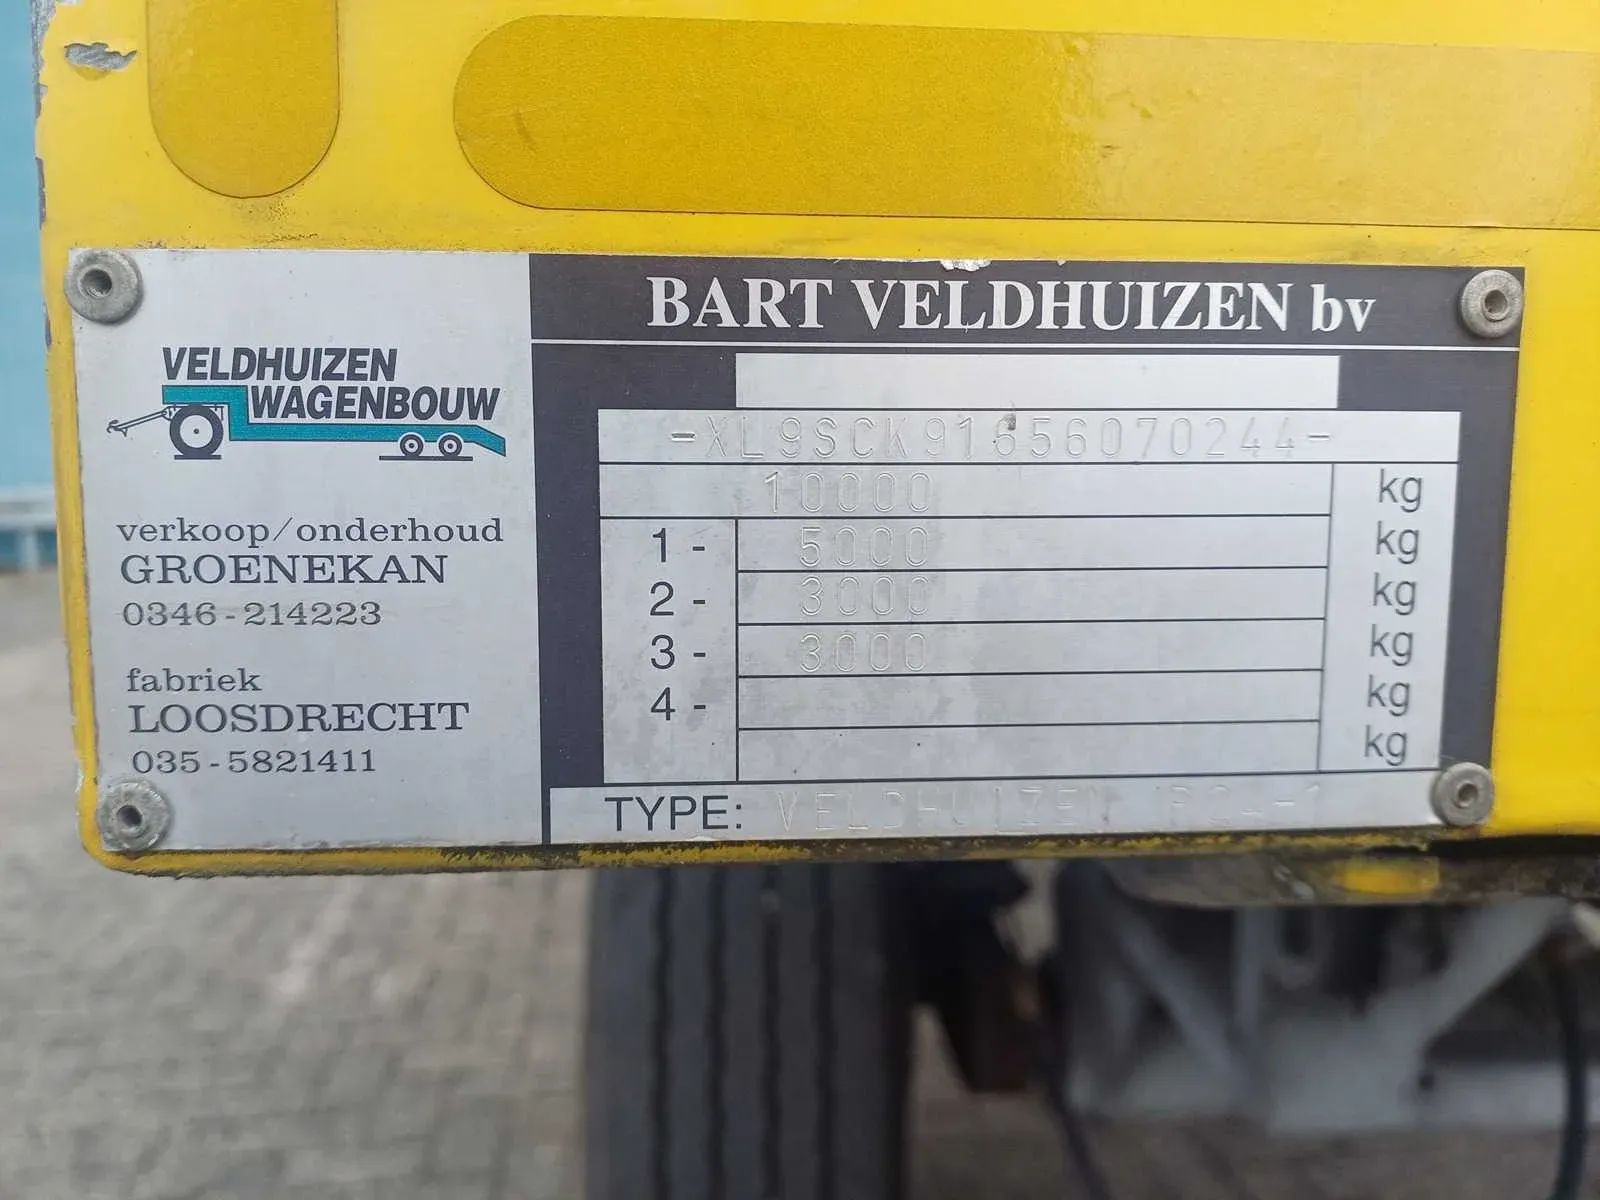 VELDHUIZEN
WAGENBOUW
verkoop/onderhoud
GROENEKAN
0346-214223
fabriek
LOOSDRECHT
035-5821411
BART VELDHUIZEN bv
-XL9SCK91656070244-
10000 kg
1- 5000 kg
2- 3000 kg
3- 3000 kg
4- kg
kg
TYPE: VELDHUIZEN